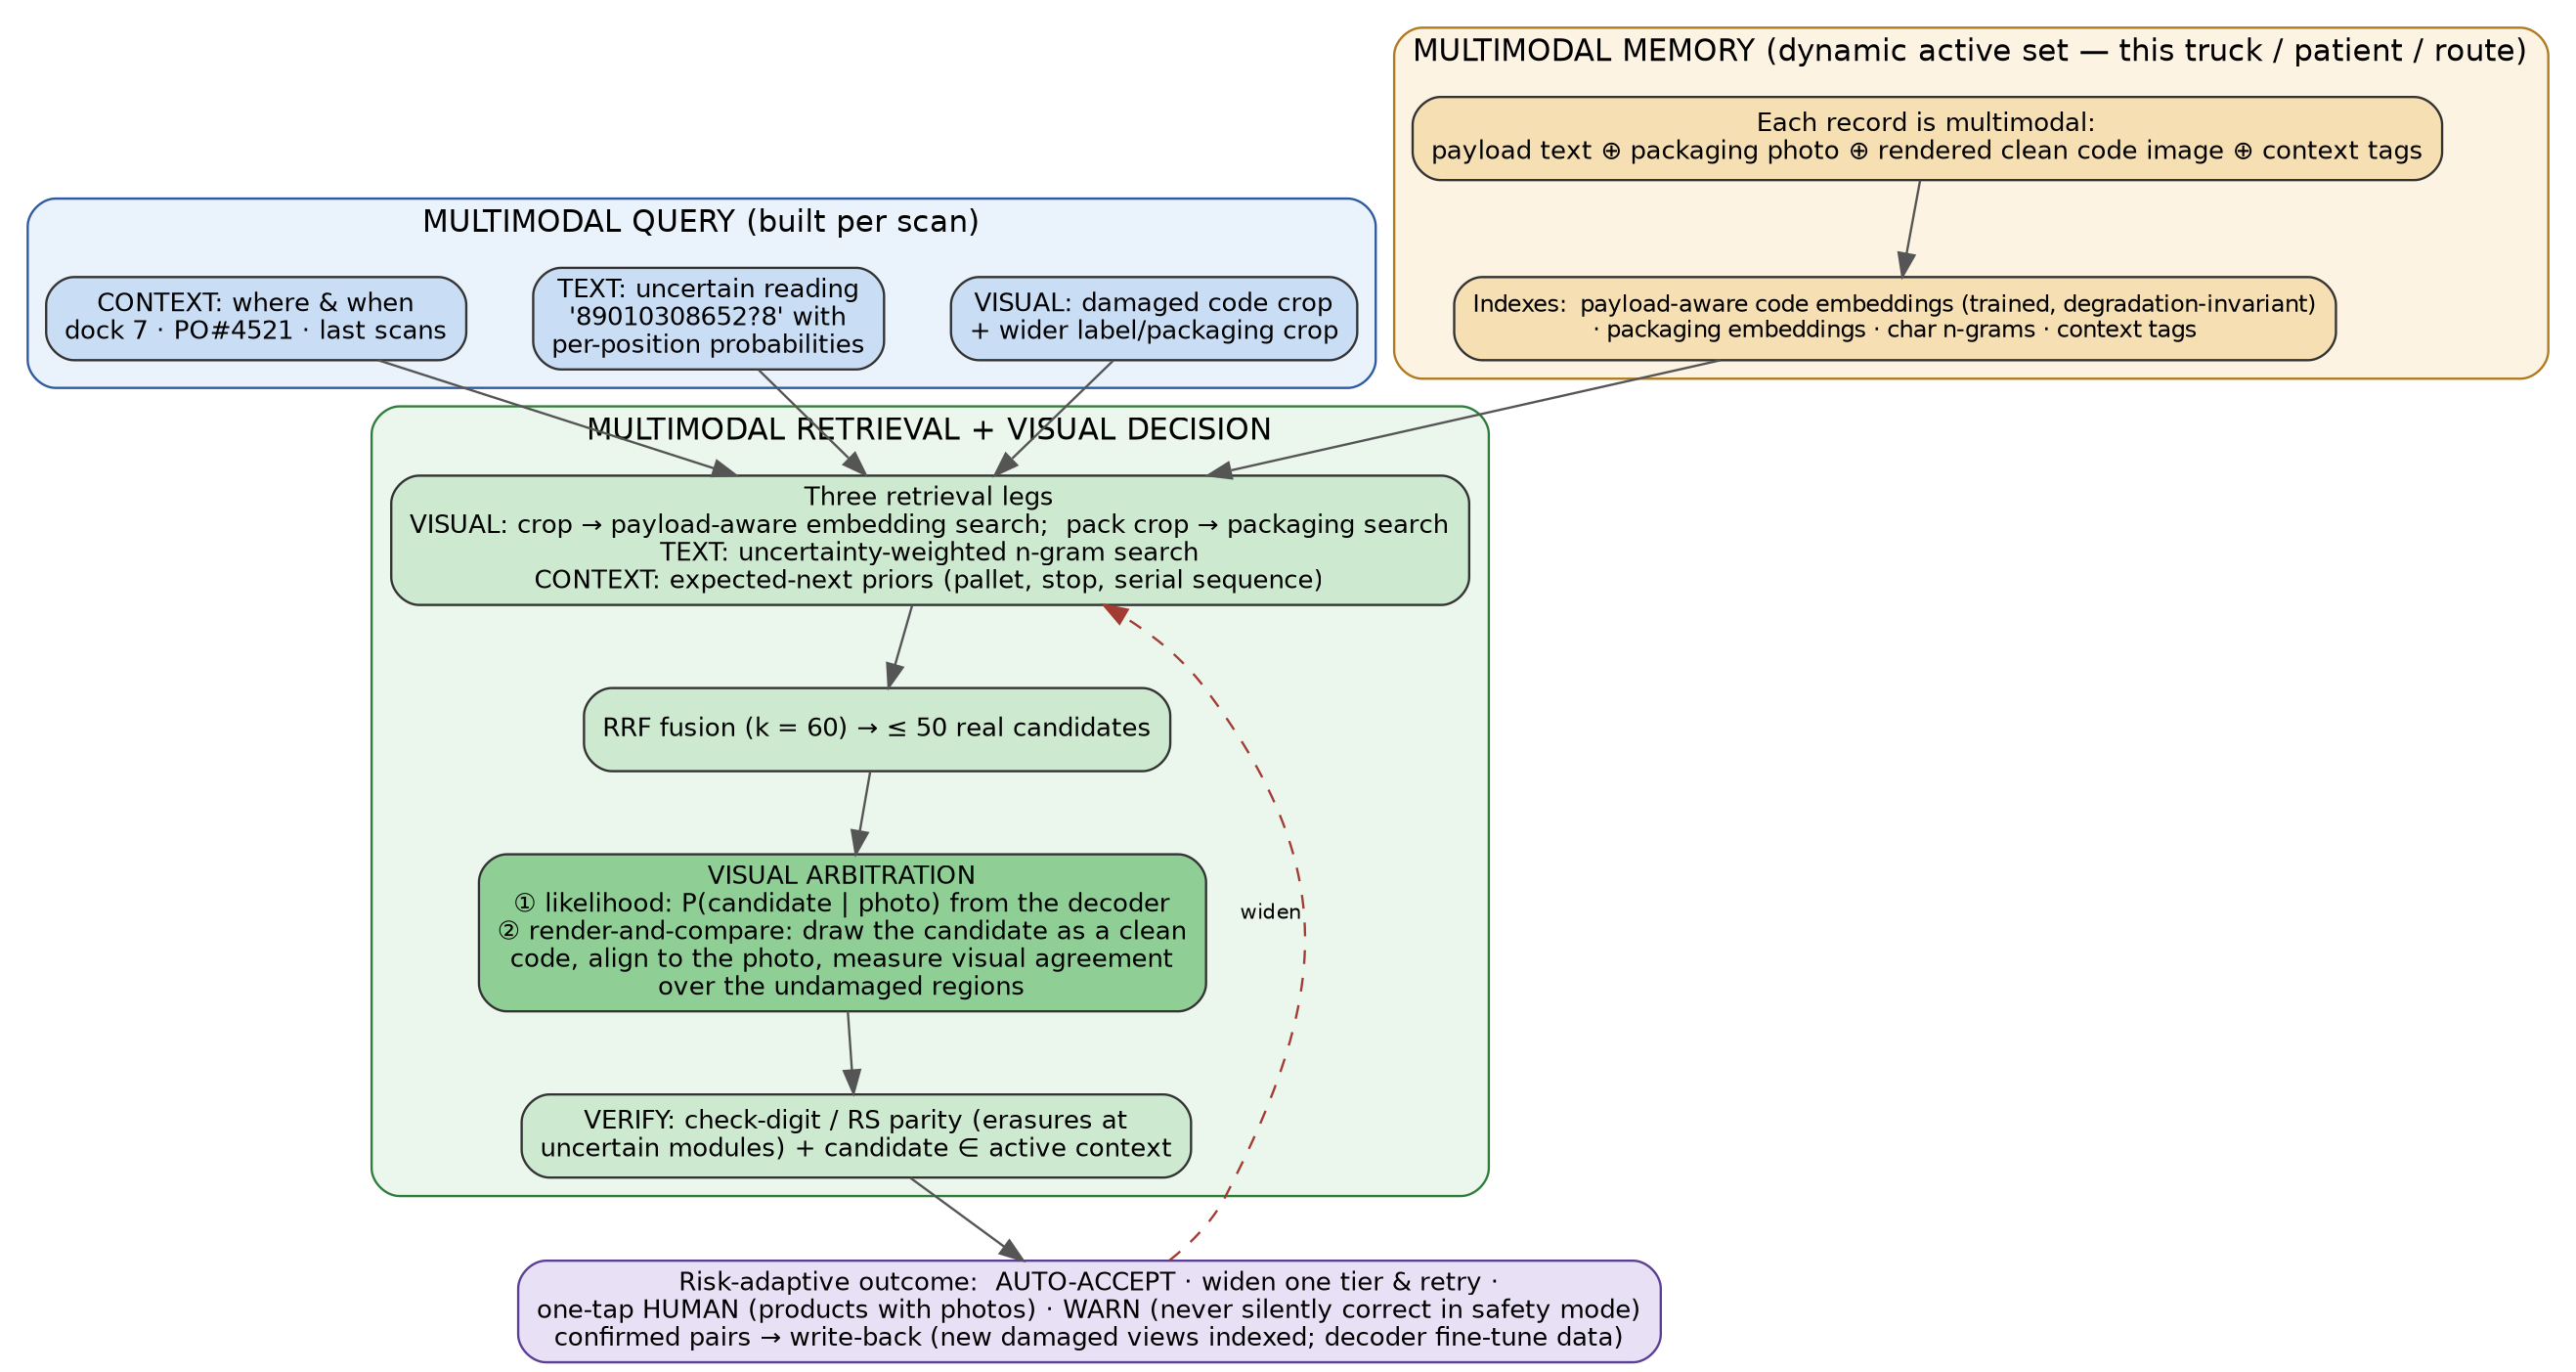 MULTIMODAL MEMORY (dynamic active set — this truck / patient / route)
Each record is multimodal:
payload text ⊕ packaging photo ⊕ rendered clean code image ⊕ context tags
Indexes:  payload-aware code embeddings (trained, degradation-invariant)
· packaging embeddings · char n-grams · context tags
MULTIMODAL QUERY (built per scan)
CONTEXT: where & when
dock 7 · PO#4521 · last scans
TEXT: uncertain reading
'89010308652?8' with
per-position probabilities
VISUAL: damaged code crop
+ wider label/packaging crop
MULTIMODAL RETRIEVAL + VISUAL DECISION
Three retrieval legs
VISUAL: crop → payload-aware embedding search;  pack crop → packaging search
TEXT: uncertainty-weighted n-gram search
CONTEXT: expected-next priors (pallet, stop, serial sequence)
RRF fusion (k = 60) → ≤ 50 real candidates
VISUAL ARBITRATION
① likelihood: P(candidate | photo) from the decoder
② render-and-compare: draw the candidate as a clean
code, align to the photo, measure visual agreement
over the undamaged regions
widen
VERIFY: check-digit / RS parity (erasures at
uncertain modules) + candidate ∈ active context
Risk-adaptive outcome:  AUTO-ACCEPT · widen one tier & retry ·
one-tap HUMAN (products with photos) · WARN (never silently correct in safety mode)
confirmed pairs → write-back (new damaged views indexed; decoder fine-tune data)